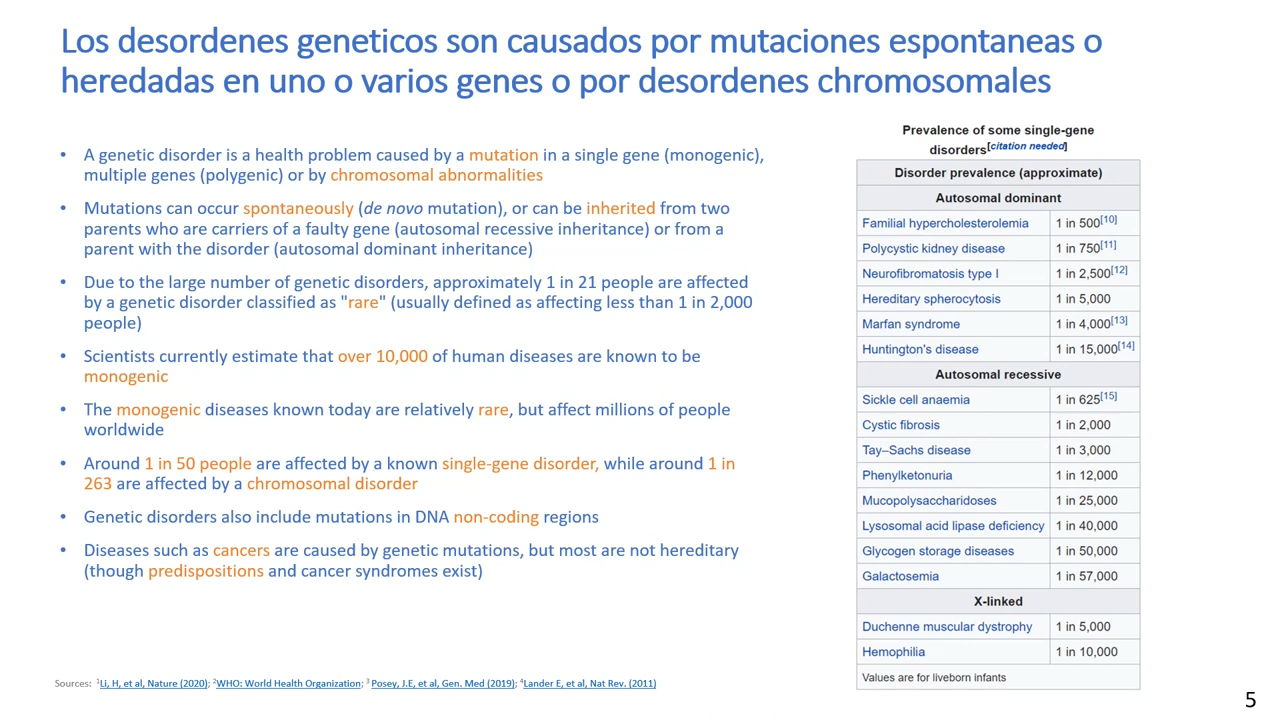 Los desordenes geneticos son causados por mutaciones espontaneas o
heredadas en uno o varios genes o por desordenes chromosomales
• A genetic disorder is a health problem caused by a mutation in a single gene (monogenic),
multiple genes (polygenic) or by chromosomal abnormalities
• Mutations can occur spontaneously (de novo mutation), or can be inherited from two
parents who are carriers of a faulty gene (autosomal recessive inheritance) or from a
parent with the disorder (autosomal dominant inheritance)
• Due to the large number of genetic disorders, approximately 1 in 21 people are affected
by a genetic disorder classified as "rare" (usually defined as affecting less than 1 in 2,000
people)
• Scientists currently estimate that over 10,000 of human diseases are known to be
monogenic
• The monogenic diseases known today are relatively rare, but affect millions of people
worldwide
• Around 1 in 50 people are affected by a known single-gene disorder, while around 1 in
263 are affected by a chromosomal disorder
• Genetic disorders also include mutations in DNA non-coding regions
• Diseases such as cancers are caused by genetic mutations, but most are not hereditary
(though predispositions and cancer syndromes exist)
Prevalence of some single-gene
disorders[citation needed]
Disorder prevalence (approximate)
Autosomal dominant
Familial hypercholesterolemia 1 in 500[10]
Polycystic kidney disease 1 in 750[11]
Neurofibromatosis type I 1 in 2,500[12]
Hereditary spherocytosis 1 in 5,000
Marfan syndrome 1 in 4,000[13]
Huntington's disease 1 in 15,000[14]
Autosomal recessive
Sickle cell anaemia 1 in 625[15]
Cystic fibrosis 1 in 2,000
Tay–Sachs disease 1 in 3,000
Phenylketonuria 1 in 12,000
Mucopolysaccharidoses 1 in 25,000
Lysosomal acid lipase deficiency 1 in 40,000
Glycogen storage diseases 1 in 50,000
Galactosemia 1 in 57,000
X-linked
Duchenne muscular dystrophy 1 in 5,000
Hemophilia 1 in 10,000
Values are for liveborn infants
Sources: 1Li, H, et al, Nature (2020); 2WHO: World Health Organization; 3 Posey, J.E, et al, Gen. Med (2019); 4Lander E, et al, Nat Rev. (2011)
5